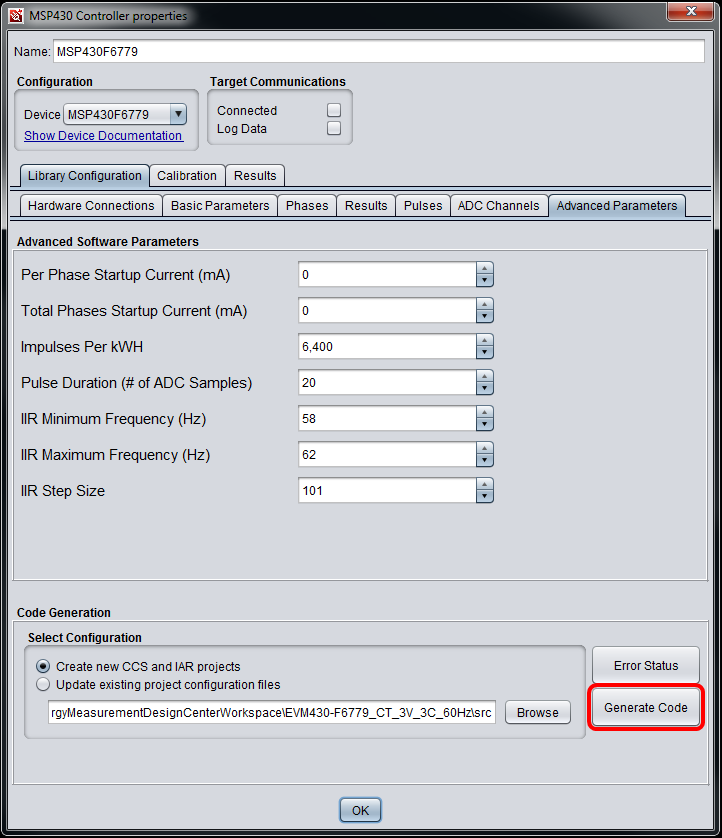 MSP430 Controller properties
Name: MSP430F6779
Configuration
Target Communications
Device MSP430F6779
Show Device Documentation
Connected
Log Data
Library Configuration Calibration Results
Hardware Connections Basic Parameters Phases Results Pulses ADC Channels Advanced Parameters
Advanced Software Parameters
Per Phase Startup Current (mA) 0
Total Phases Startup Current (mA) 0
Impulses Per kWH 6,400
Pulse Duration (# of ADC Samples) 20
IIR Minimum Frequency (Hz) 58
IIR Maximum Frequency (Hz) 62
IIR Step Size 101
Code Generation
Select Configuration
Create new CCS and IAR projects
Update existing project configuration files
rgyMeasurementDesignCenterWorkspace\EVM430-F6779_CT_3V_3C_60Hz\src Browse
Error Status
Generate Code
OK